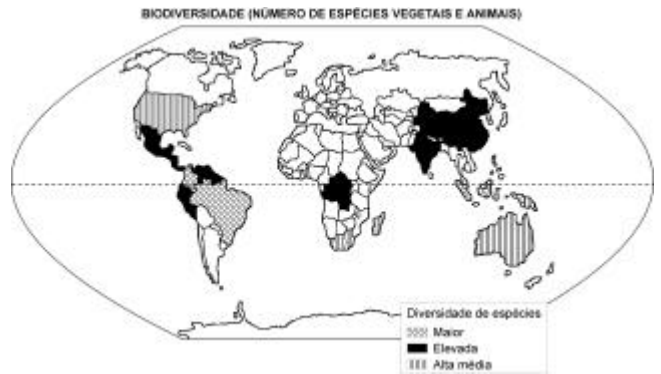 BIODIVERSIDADE (NÚMERO DE ESPÉCIES VEGETAIS E ANIMAIS)
Diversidade de espécies
Maior
Elevada
Alta média